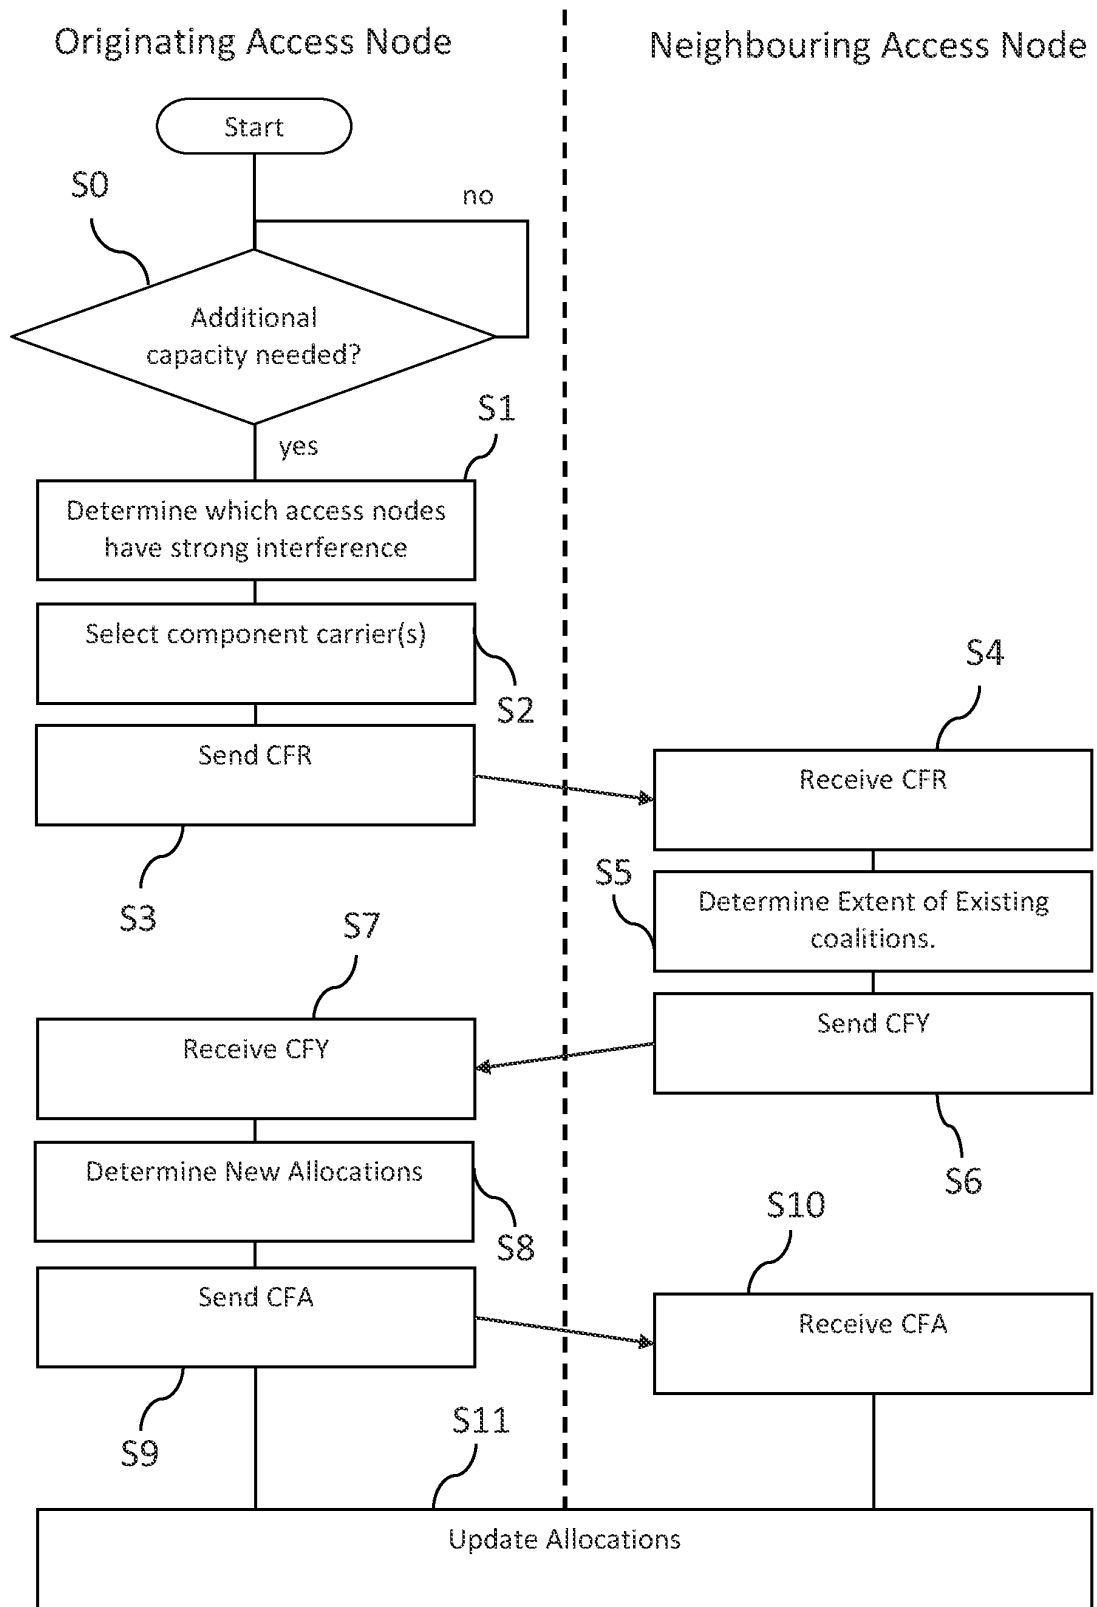 Originating Access Node
Neighbouring Access Node
Start
S0
no
Additional
capacity needed?
S1
yes
Determine which access nodes
have strong interference
Select component carrier(s)
S2
S4
Send CFR
Receive CFR
S3
S5
Determine Extent of Existing
coalitions.
S7
Send CFY
Receive CFY
S6
Determine New Allocations
S8
S10
Send CFA
Receive CFA
S9
S11
Update Allocations